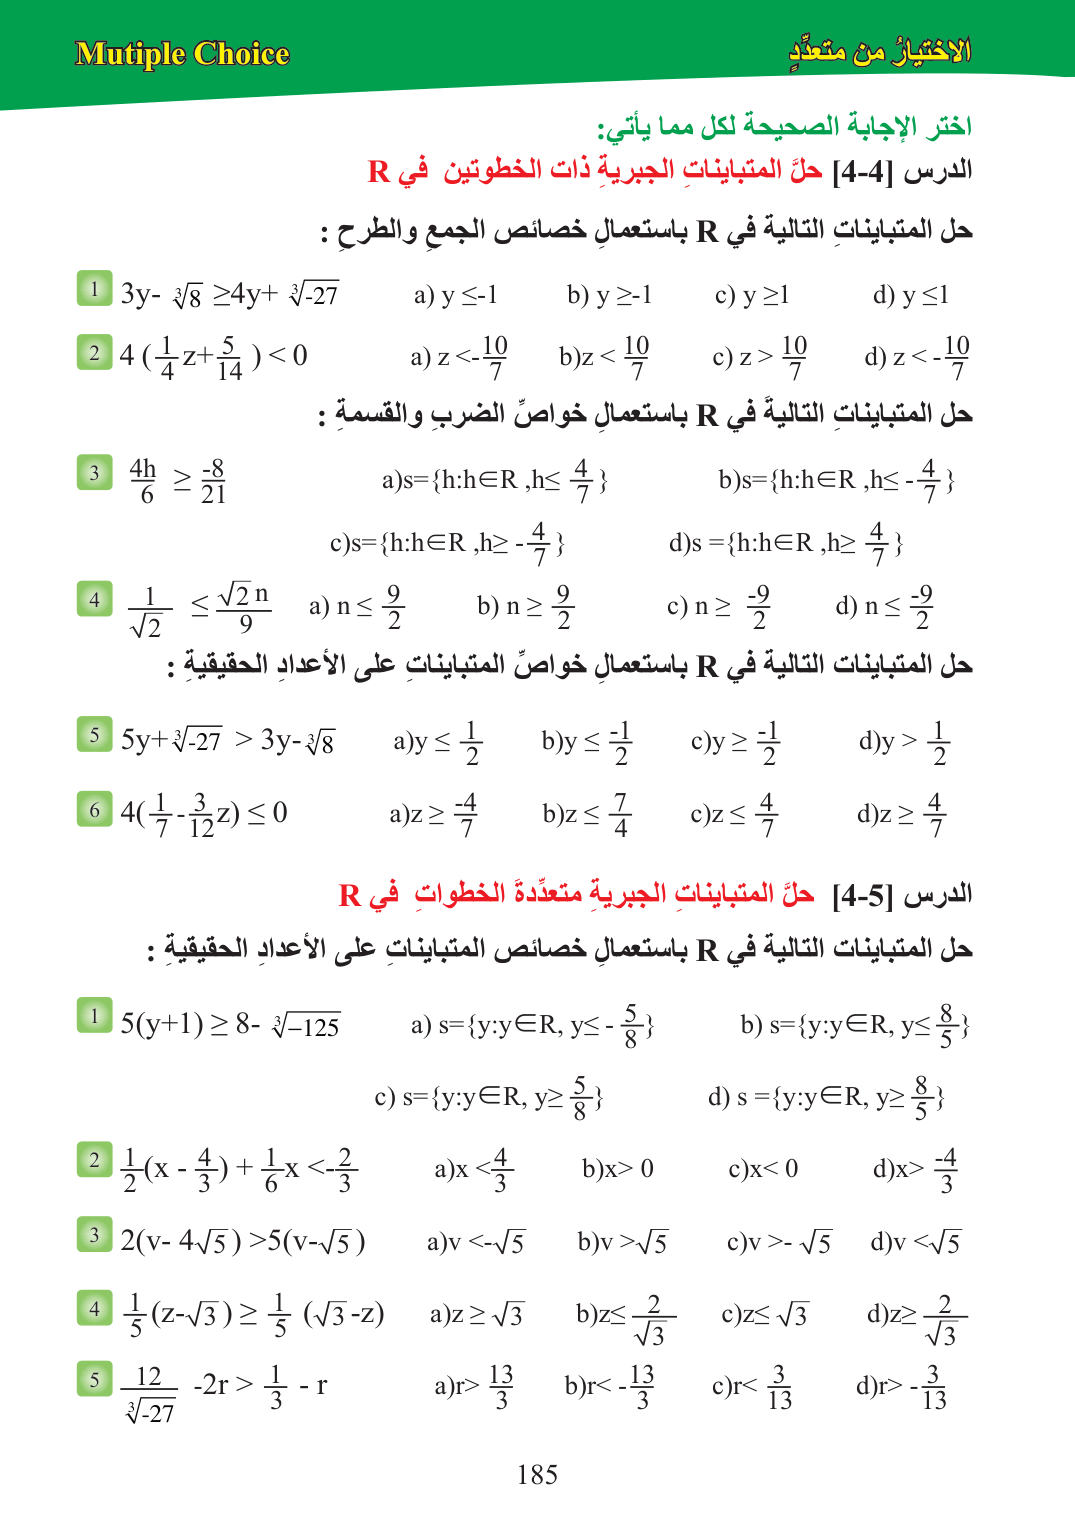 Mutiple Choice الاختيارُ من متعدِّدٍ
اختر الإجابة الصحيحة لكل مما يأتي:
الدرس [4-4] حلَّ المتبايناتِ الجبريةِ ذات الخطوتين في R
حل المتبايناتِ التالية في R باستعمالِ خصائص الجمعِ والطرحِ :
1 3y- ∛8 ≥4y+ ∛-27 a) y ≤-1 b) y ≥-1 c) y ≥1 d) y ≤1
2 4 ( 1/4 z+ 5/14 ) < 0 a) z <- 10/7 b)z < 10/7 c) z > 10/7 d) z < - 10/7
حل المتبايناتِ التاليةَ في R باستعمالِ خواصِّ الضربِ والقسمةِ :
3 4h/6 ≥ -8/21 a)s={h:h∈R ,h≤ 4/7 } b)s={h:h∈R ,h≤ - 4/7 }
c)s={h:h∈R ,h≥ - 4/7 } d)s ={h:h∈R ,h≥ 4/7 }
4 1/√2 ≤ √2 n/9 a) n ≤ 9/2 b) n ≥ 9/2 c) n ≥ -9/2 d) n ≤ -9/2
حل المتباينات التالية في R باستعمالِ خواصِّ المتبايناتِ على الأعدادِ الحقيقيةِ :
5 5y+ ∛-27 > 3y- ∛8 a)y ≤ 1/2 b)y ≤ -1/2 c)y ≥ -1/2 d)y > 1/2
6 4( 1/7 - 3/12 z) ≤ 0 a)z ≥ -4/7 b)z ≤ 7/4 c)z ≤ 4/7 d)z ≥ 4/7
الدرس [4-5] حلَّ المتبايناتِ الجبريةِ متعدِّدةَ الخطواتِ في R
حل المتباينات التالية في R باستعمالِ خصائص المتبايناتِ على الأعدادِ الحقيقيةِ :
1 5(y+1) ≥ 8- ∛–125 a) s={y:y∈R, y≤ - 5/8 } b) s={y:y∈R, y≤ 8/5 }
c) s={y:y∈R, y≥ 5/8 } d) s ={y:y∈R, y≥ 8/5 }
2 1/2 (x - 4/3 ) + 1/6 x <- 2/3 a)x < 4/3 b)x> 0 c)x< 0 d)x> -4/3
3 2(v- 4√5 ) >5(v-√5 ) a)v <-√5 b)v >√5 c)v >- √5 d)v <√5
4 1/5 (z-√3 ) ≥ 1/5 (√3 -z) a)z ≥ √3 b)z≤ 2/√3 c)z≤ √3 d)z≥ 2/√3
5 12/∛-27 -2r > 1/3 - r a)r> 13/3 b)r< - 13/3 c)r< 3/13 d)r> - 3/13
185